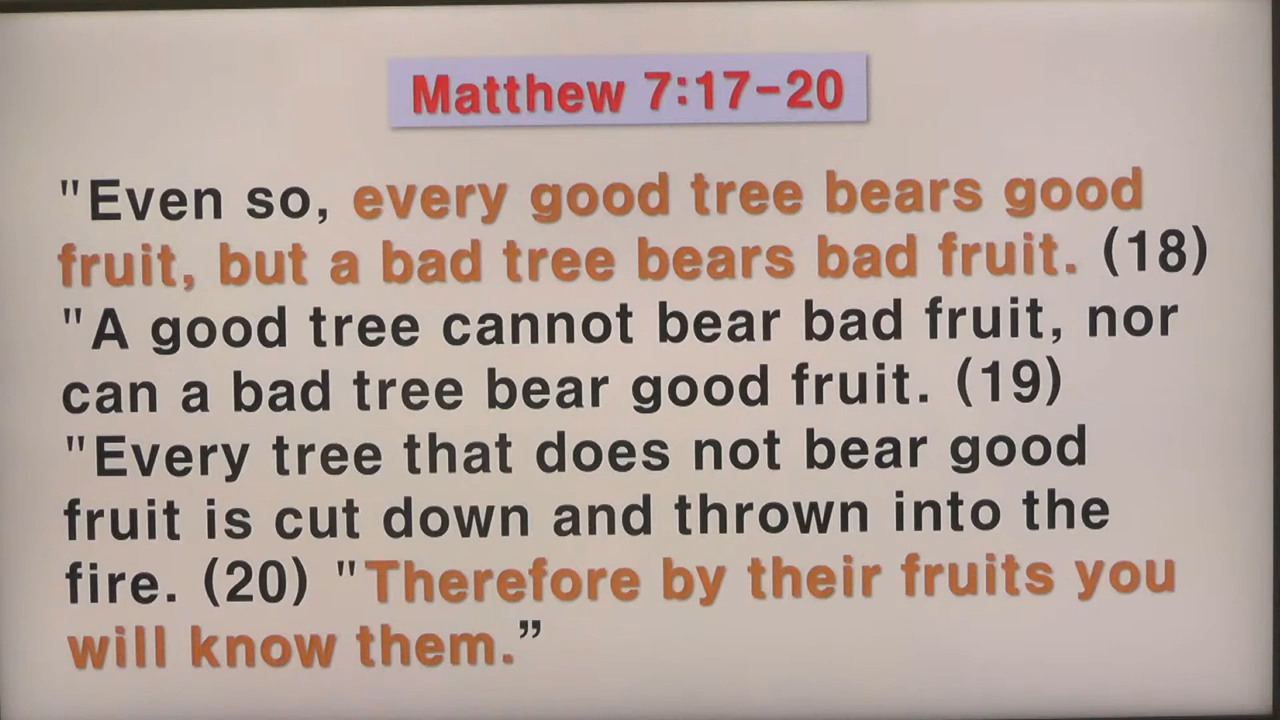 Matthew 7:17-20
"Even so, every good tree bears good
fruit, but a bad tree bears bad fruit. (18)
"A good tree cannot bear bad fruit, nor
can a bad tree bear good fruit. (19)
"Every tree that does not bear good
fruit is cut down and thrown into the
fire. (20) "Therefore by their fruits you
will know them.”